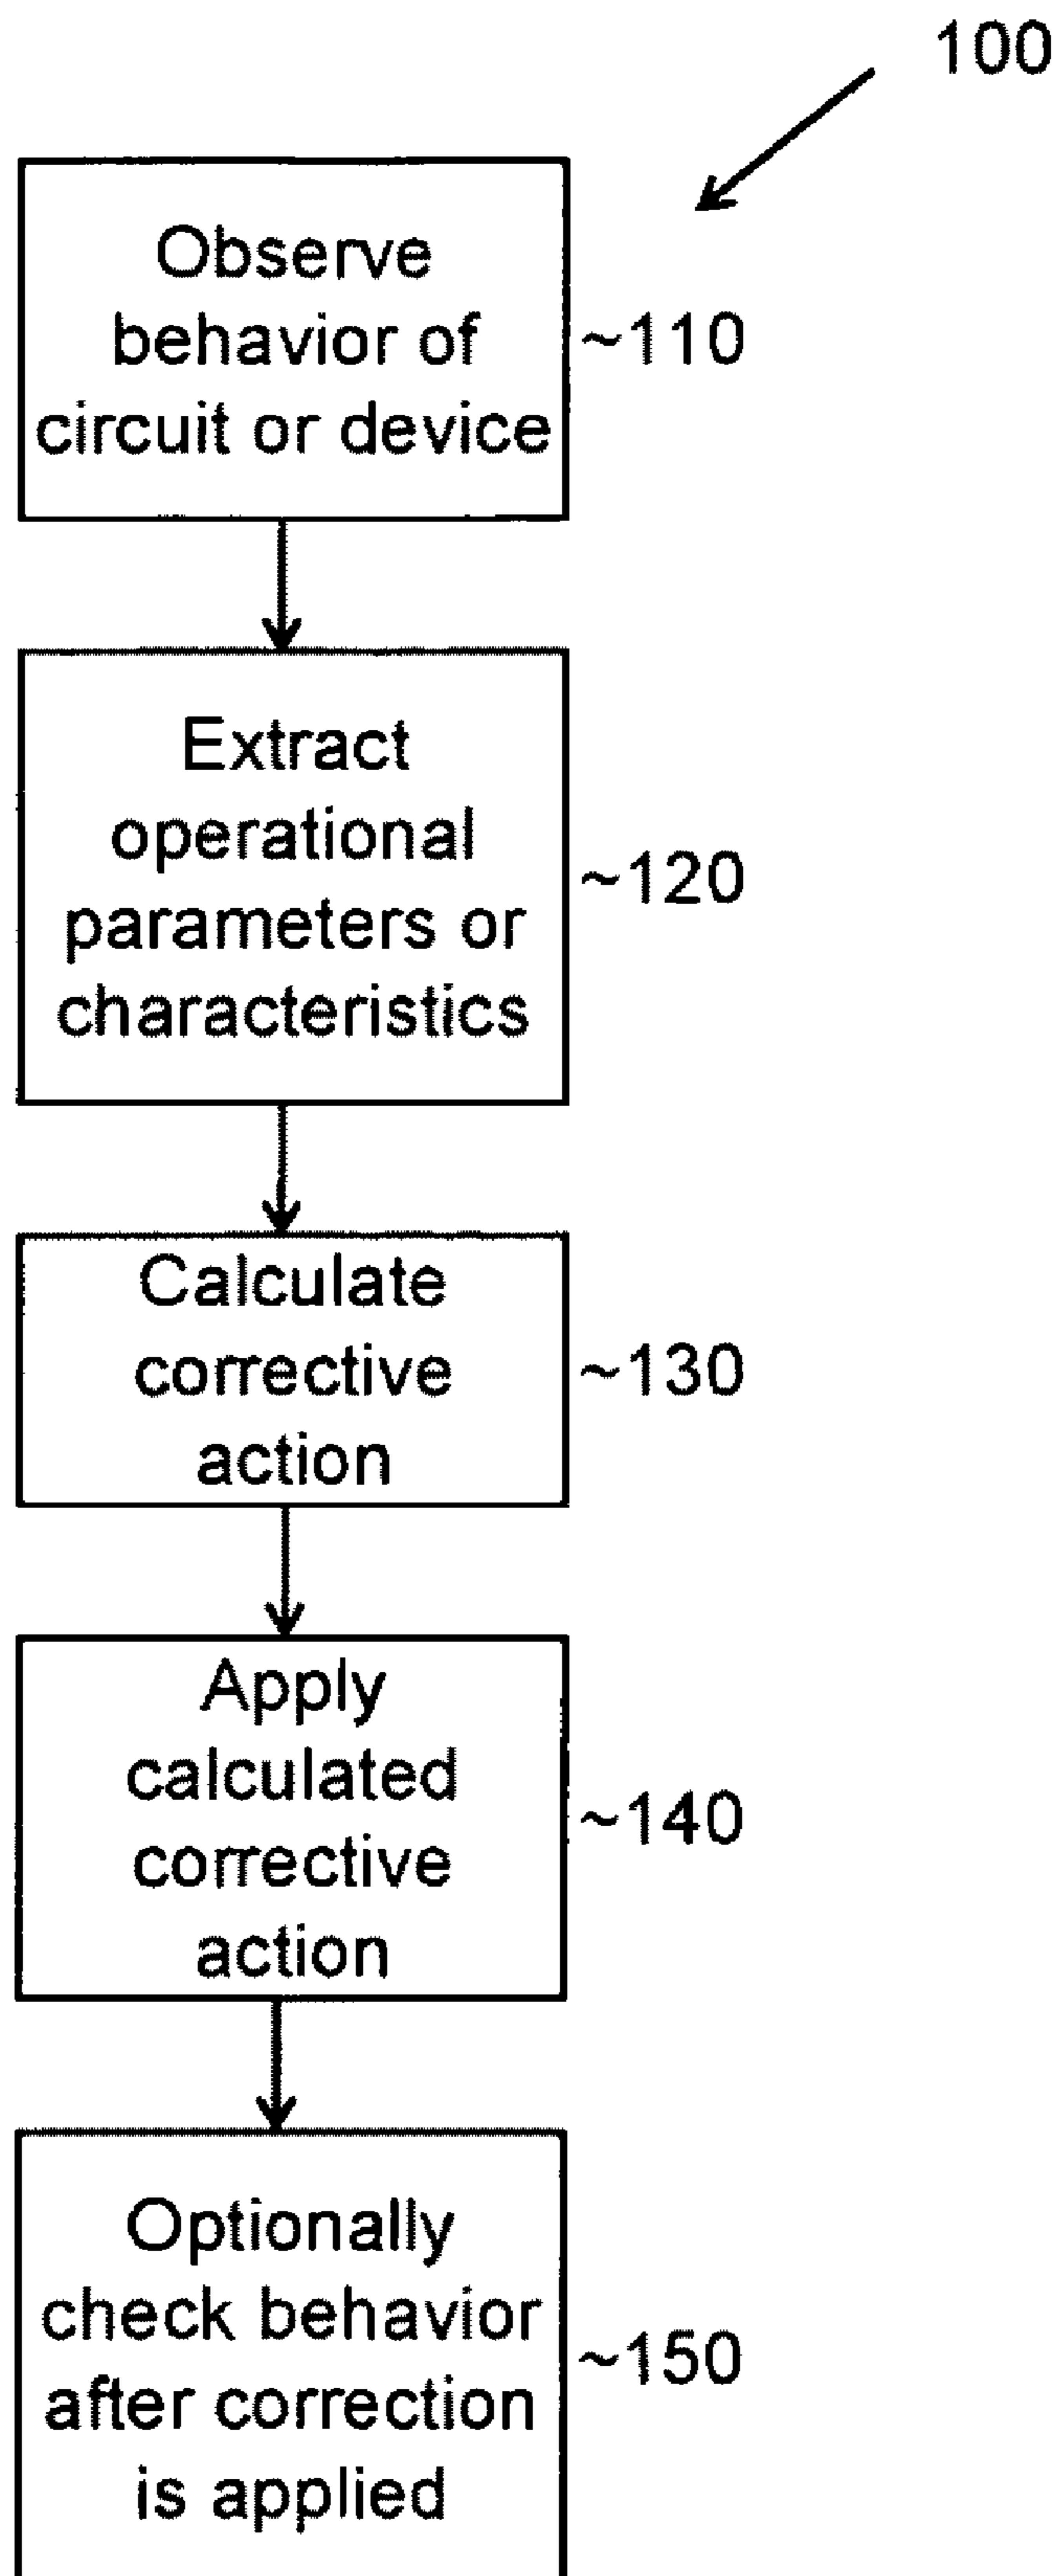 100
Observe
behavior of
circuit or device
~110
Extract
operational
parameters or
characteristics
~120
Calculate
corrective
action
~130
Apply
calculated
corrective
action
~140
Optionally
check behavior
after correction
is applied
~150